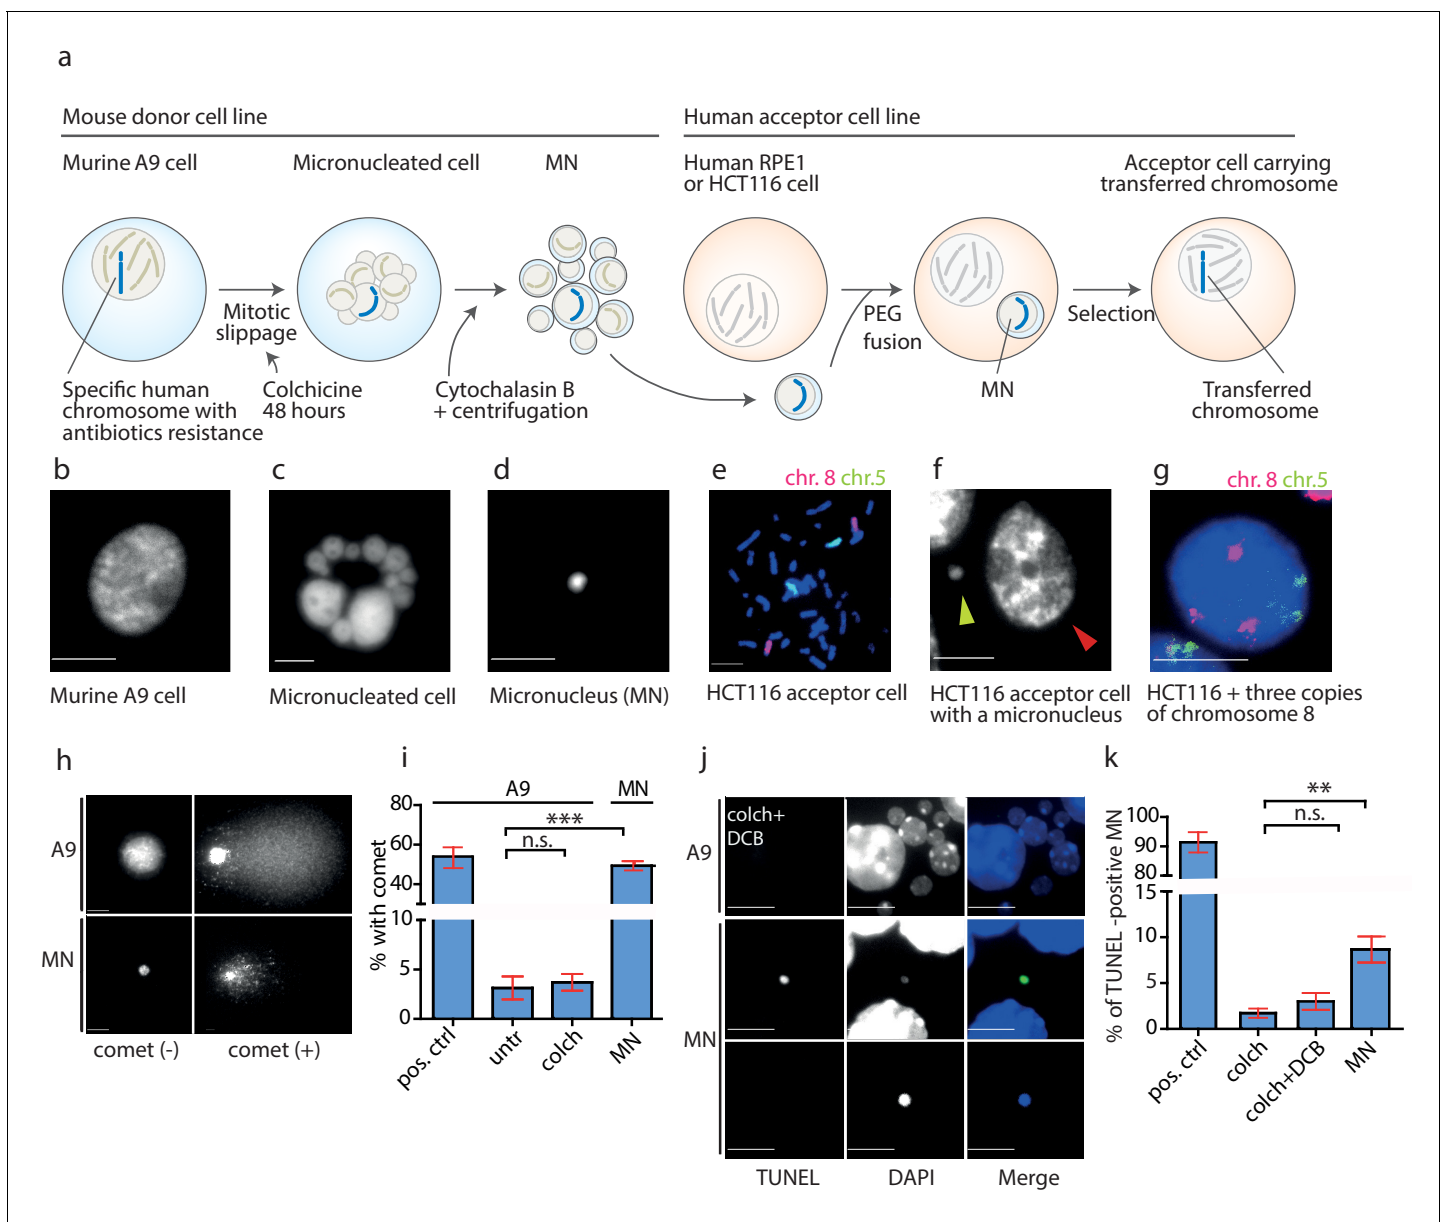 a
Mouse donor cell line
Human acceptor cell line
Murine A9 cell
Micronucleated cell
MN
Human RPE1
or HCT116 cell
Acceptor cell carrying
transferred chromosome
Mitotic
slippage
PEG
fusion
Selection
Specific human
chromosome with
antibiotics resistance
Colchicine
48 hours
Cytochalasin B
+ centrifugation
MN
Transferred
chromosome
b
c
d
e
f
g
chr. 8 chr.5
chr. 8 chr.5
Murine A9 cell
Micronucleated cell
Micronucleus (MN)
HCT116 acceptor cell
HCT116 acceptor cell
with a micronucleus
HCT116 + three copies
of chromosome 8
h
A9
MN
comet (-)
comet (+)
i
A9
MN
***
n.s.
% with comet
80
60
40
10
5
0
pos. ctrl
untr
colch
MN
j
A9
colch+
DCB
MN
TUNEL
DAPI
Merge
k
**
n.s.
% of TUNEL -positive MN
100
90
80
15
10
5
0
pos. ctrl
colch
colch+DCB
MN